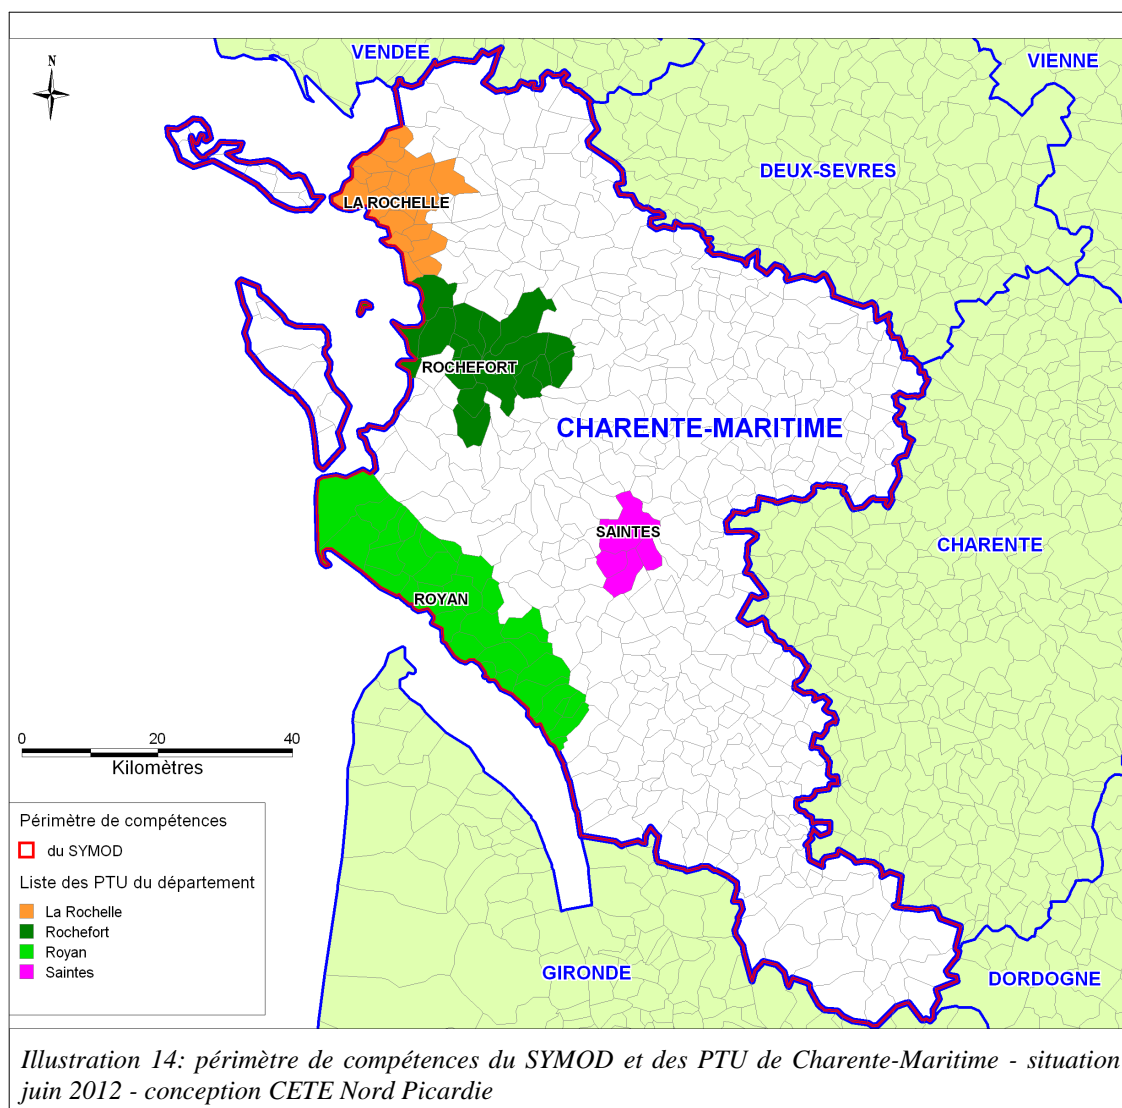 VENDEE
VIENNE
N
DEUX-SEVRES
LA ROCHELLE
ROCHEFORT
CHARENTE-MARITIME
SAINTES
CHARENTE
ROYAN
0 20 40
Kilomètres
Périmètre de compétences
du SYMOD
Liste des PTU du département
La Rochelle
Rochefort
Royan
Saintes
GIRONDE
DORDOGNE
Illustration 14: périmètre de compétences du SYMOD et des PTU de Charente-Maritime - situation
juin 2012 - conception CETE Nord Picardie